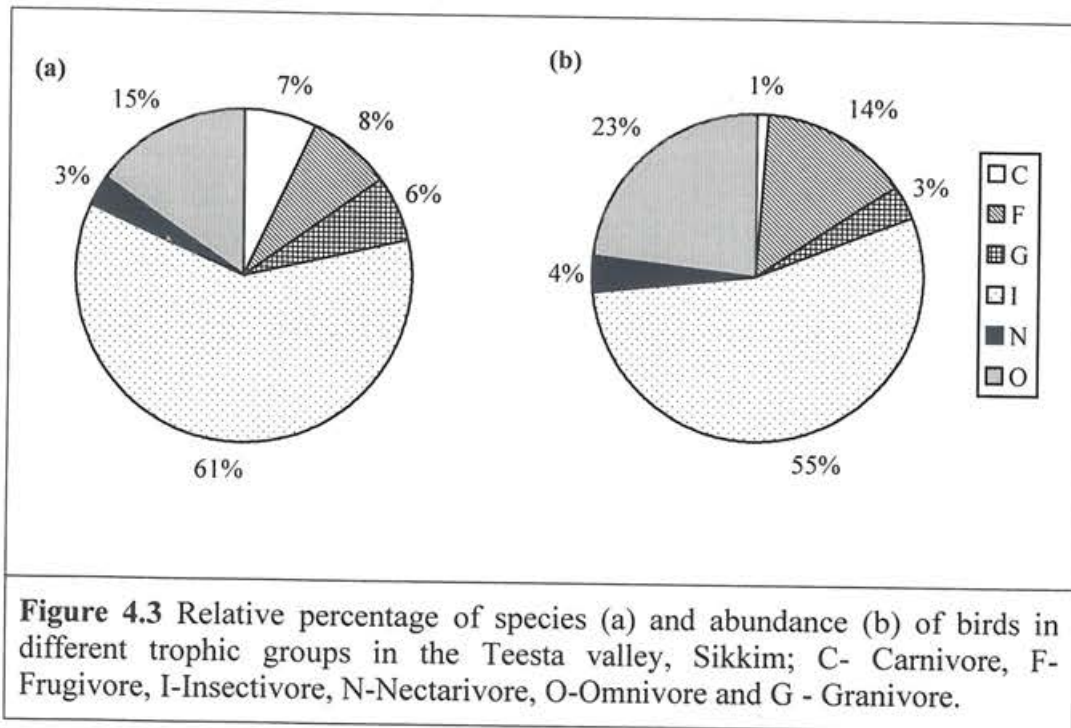 (a)
7%
8%
6%
61%
3%
15%
(b)
1%
14%
3%
55%
4%
23%
C
F
G
I
N
O
Figure 4.3 Relative percentage of species (a) and abundance (b) of birds in
different trophic groups in the Teesta valley, Sikkim; C- Carnivore, F-
Frugivore, I-Insectivore, N-Nectarivore, O-Omnivore and G - Granivore.